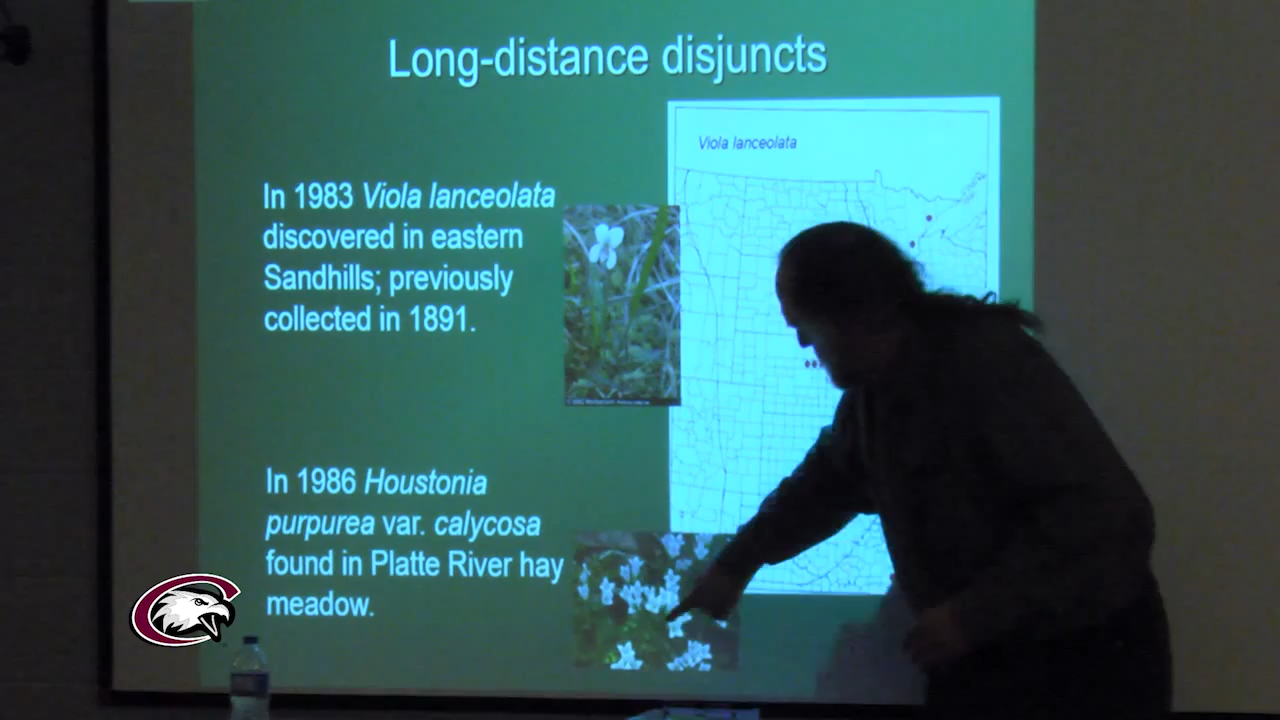 Long-distance disjuncts
Viola lanceolata
In 1983 Viola lanceolata
discovered in eastern
Sandhills; previously
collected in 1891.
In 1986 Houstonia
purpurea var. calycosa
found in Platte River hay
meadow.